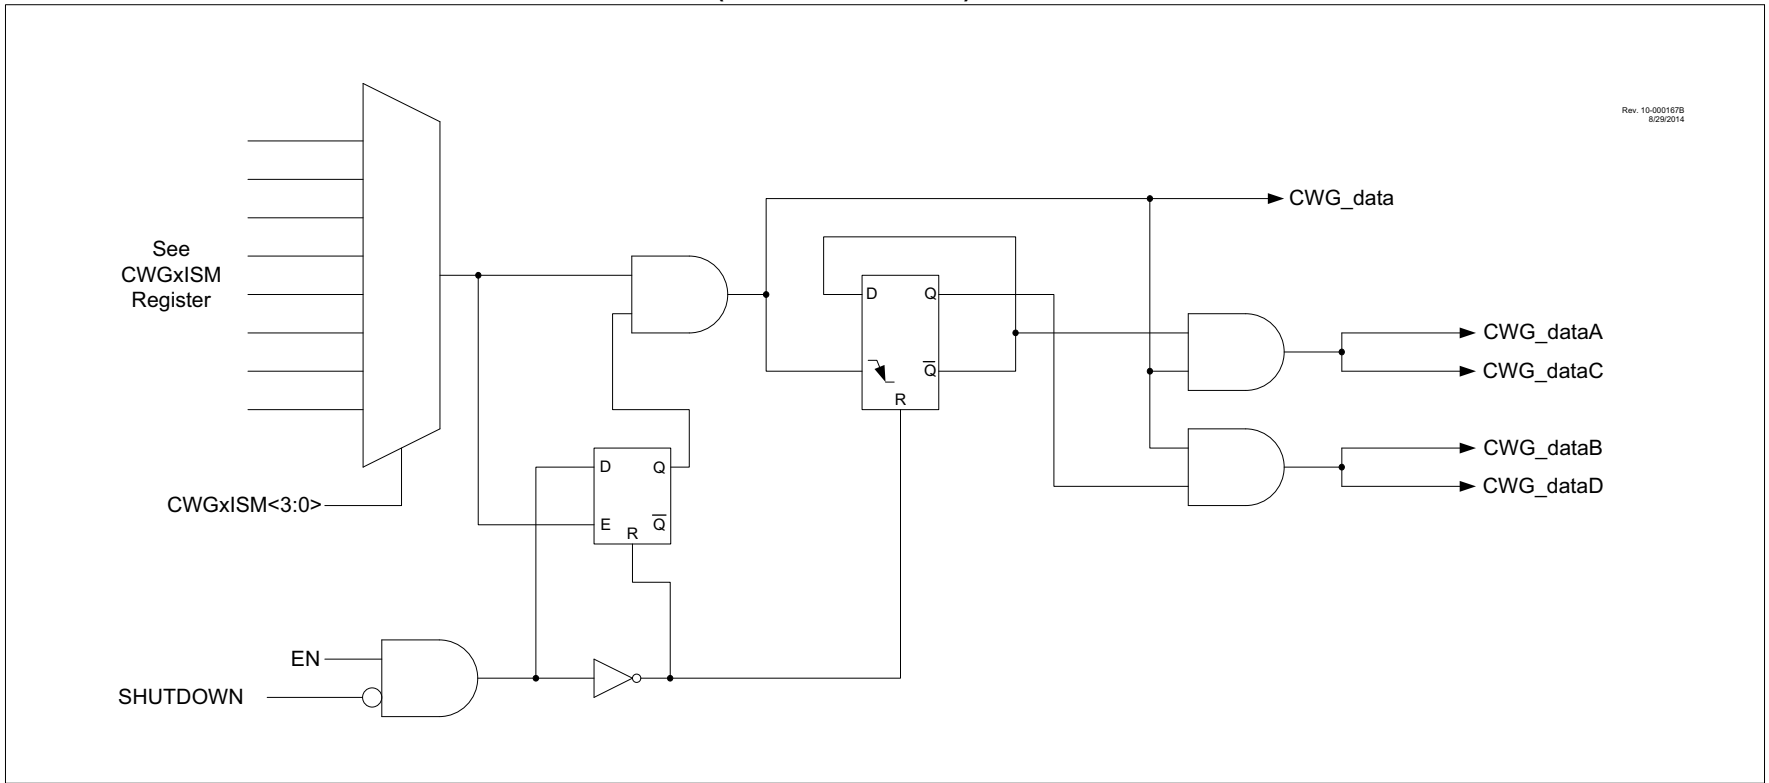 Rev. 10-000167B
8/29/2014
See
CWGxISM
Register
CWGxISM<3:0>
EN
SHUTDOWN
D
Q
E
Q
R
D
Q
Q
R
CWG_data
CWG_dataA
CWG_dataC
CWG_dataB
CWG_dataD